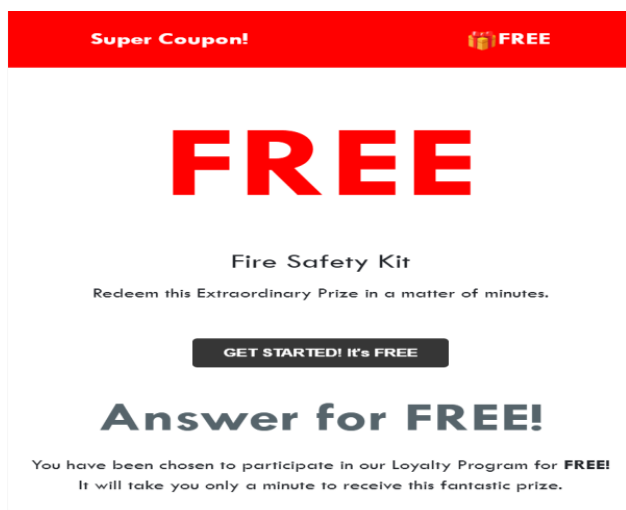 Super Coupon! 🎁FREE
FREE
Fire Safety Kit
Redeem this Extraordinary Prize in a matter of minutes.
GET STARTED! It's FREE
Answer for FREE!
You have been chosen to participate in our Loyalty Program for FREE!
It will take you only a minute to receive this fantastic prize.